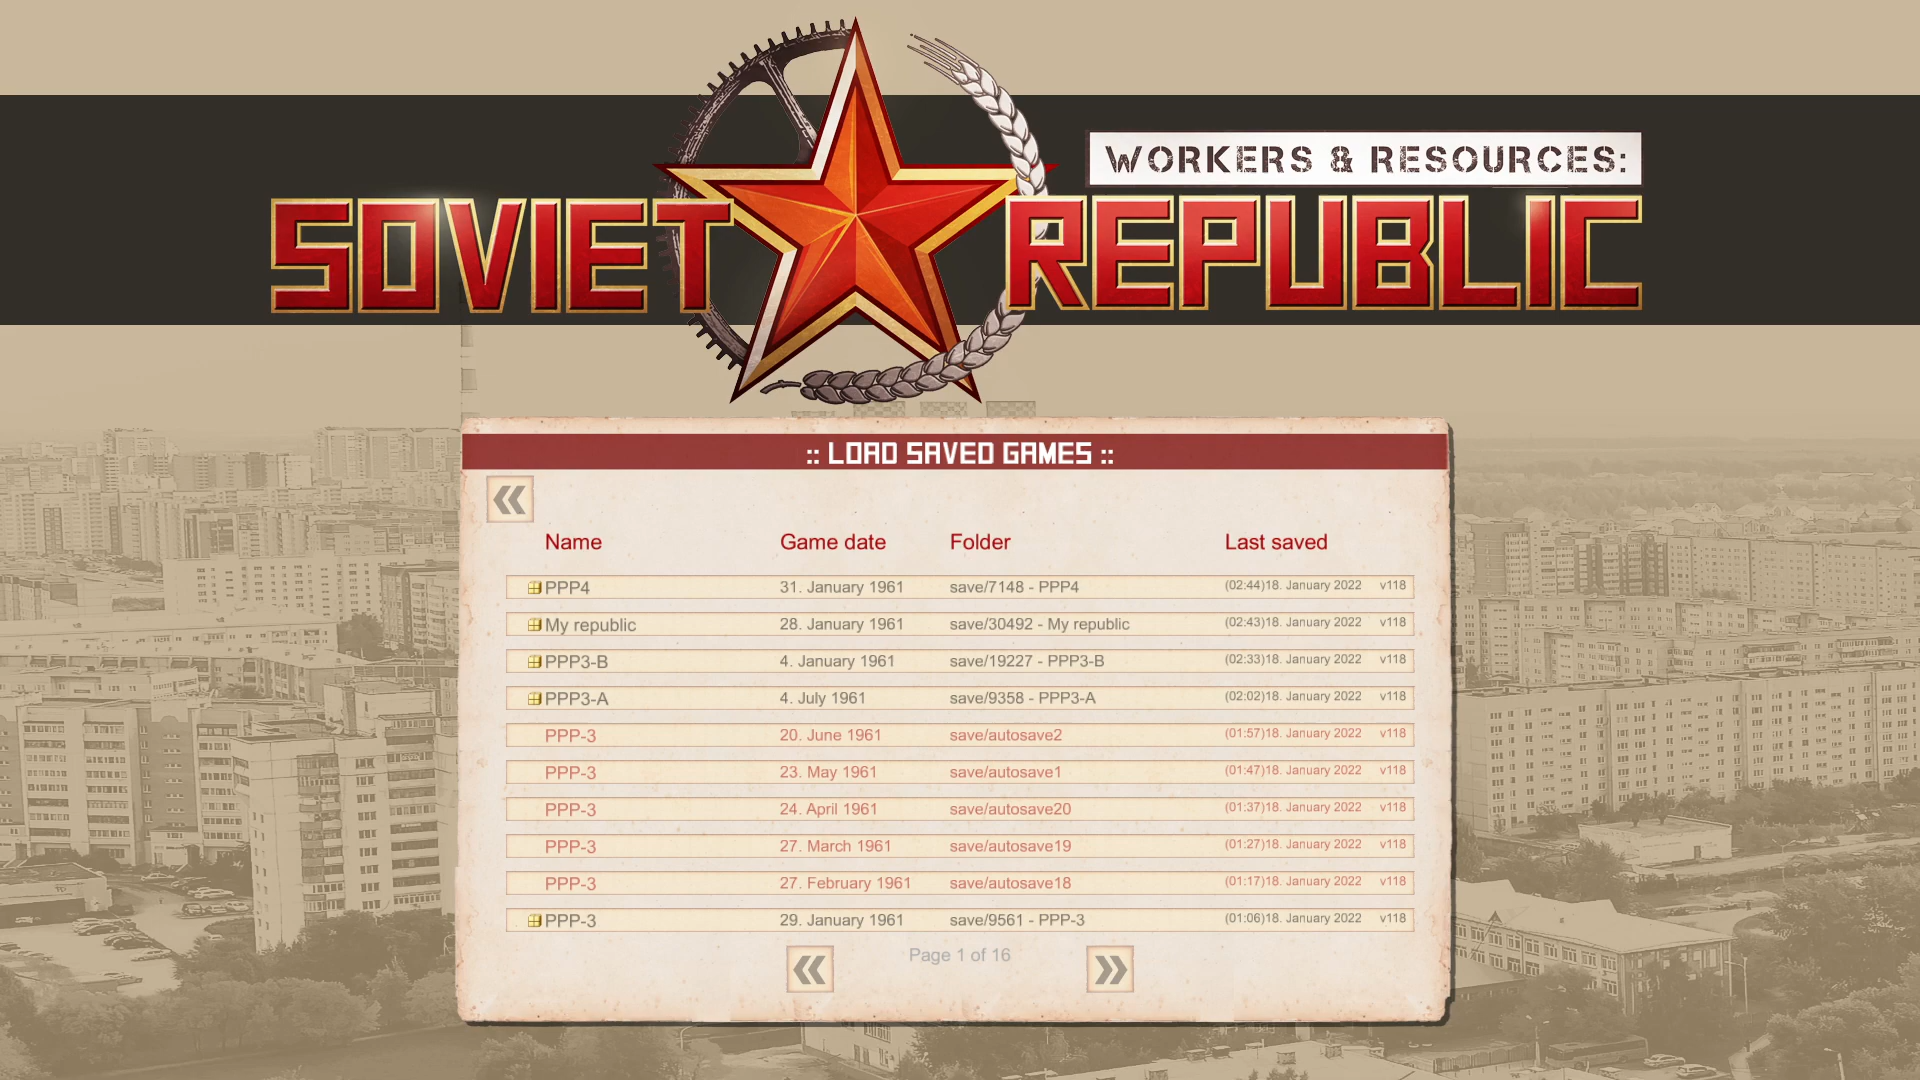 WORKERS & RESOURCES:
SOVIET REPUBLIC
:: LOAD SAVED GAMES ::
Name Game date Folder Last saved
PPP4 31. January 1961 save/7148 - PPP4 (02:44)18. January 2022 v118
My republic 28. January 1961 save/30492 - My republic (02:43)18. January 2022 v118
PPP3-B 4. January 1961 save/19227 - PPP3-B (02:33)18. January 2022 v118
PPP3-A 4. July 1961 save/9358 - PPP3-A (02:02)18. January 2022 v118
PPP-3 20. June 1961 save/autosave2 (01:57)18. January 2022 v118
PPP-3 23. May 1961 save/autosave1 (01:47)18. January 2022 v118
PPP-3 24. April 1961 save/autosave20 (01:37)18. January 2022 v118
PPP-3 27. March 1961 save/autosave19 (01:27)18. January 2022 v118
PPP-3 27. February 1961 save/autosave18 (01:17)18. January 2022 v118
PPP-3 29. January 1961 save/9561 - PPP-3 (01:06)18. January 2022 v118
Page 1 of 16